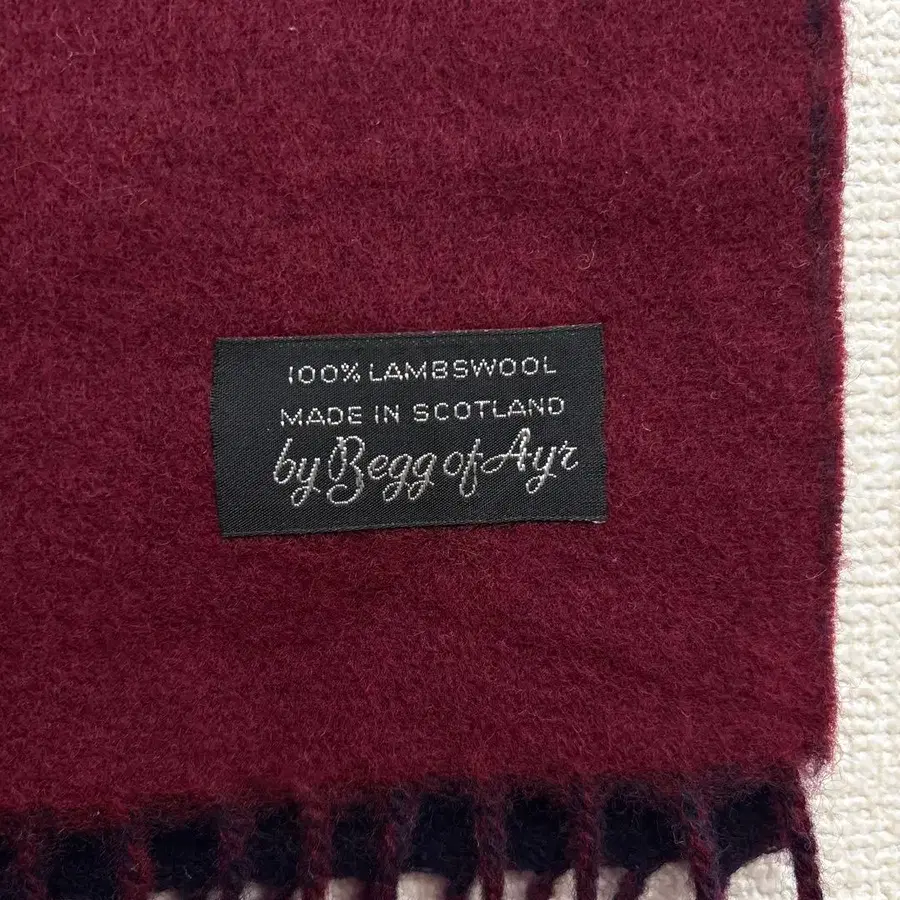 100% LAMBSWOOL
MADE IN SCOTLAND
by Begg of Ayr